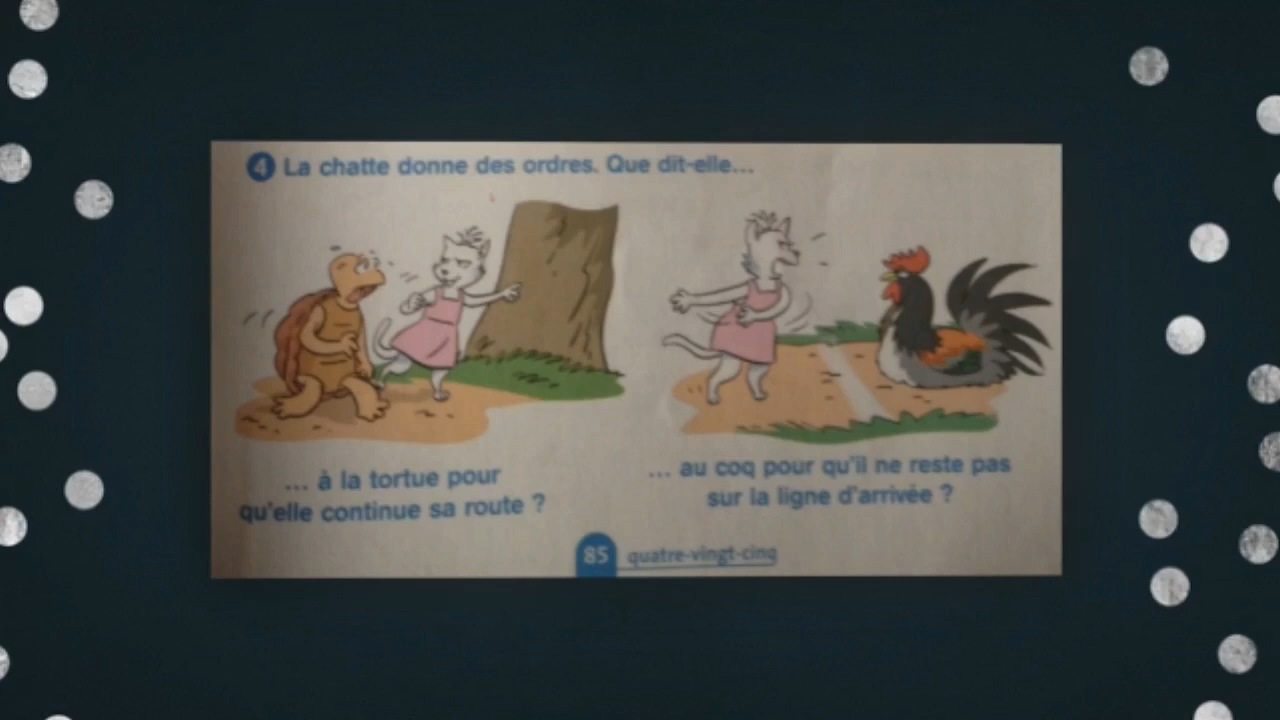 4 La chatte donne des ordres. Que dit-elle...
... à la tortue pour
qu'elle continue sa route ?
... au coq pour qu'il ne reste pas
sur la ligne d'arrivée ?
85 quatre-vingt-cinq